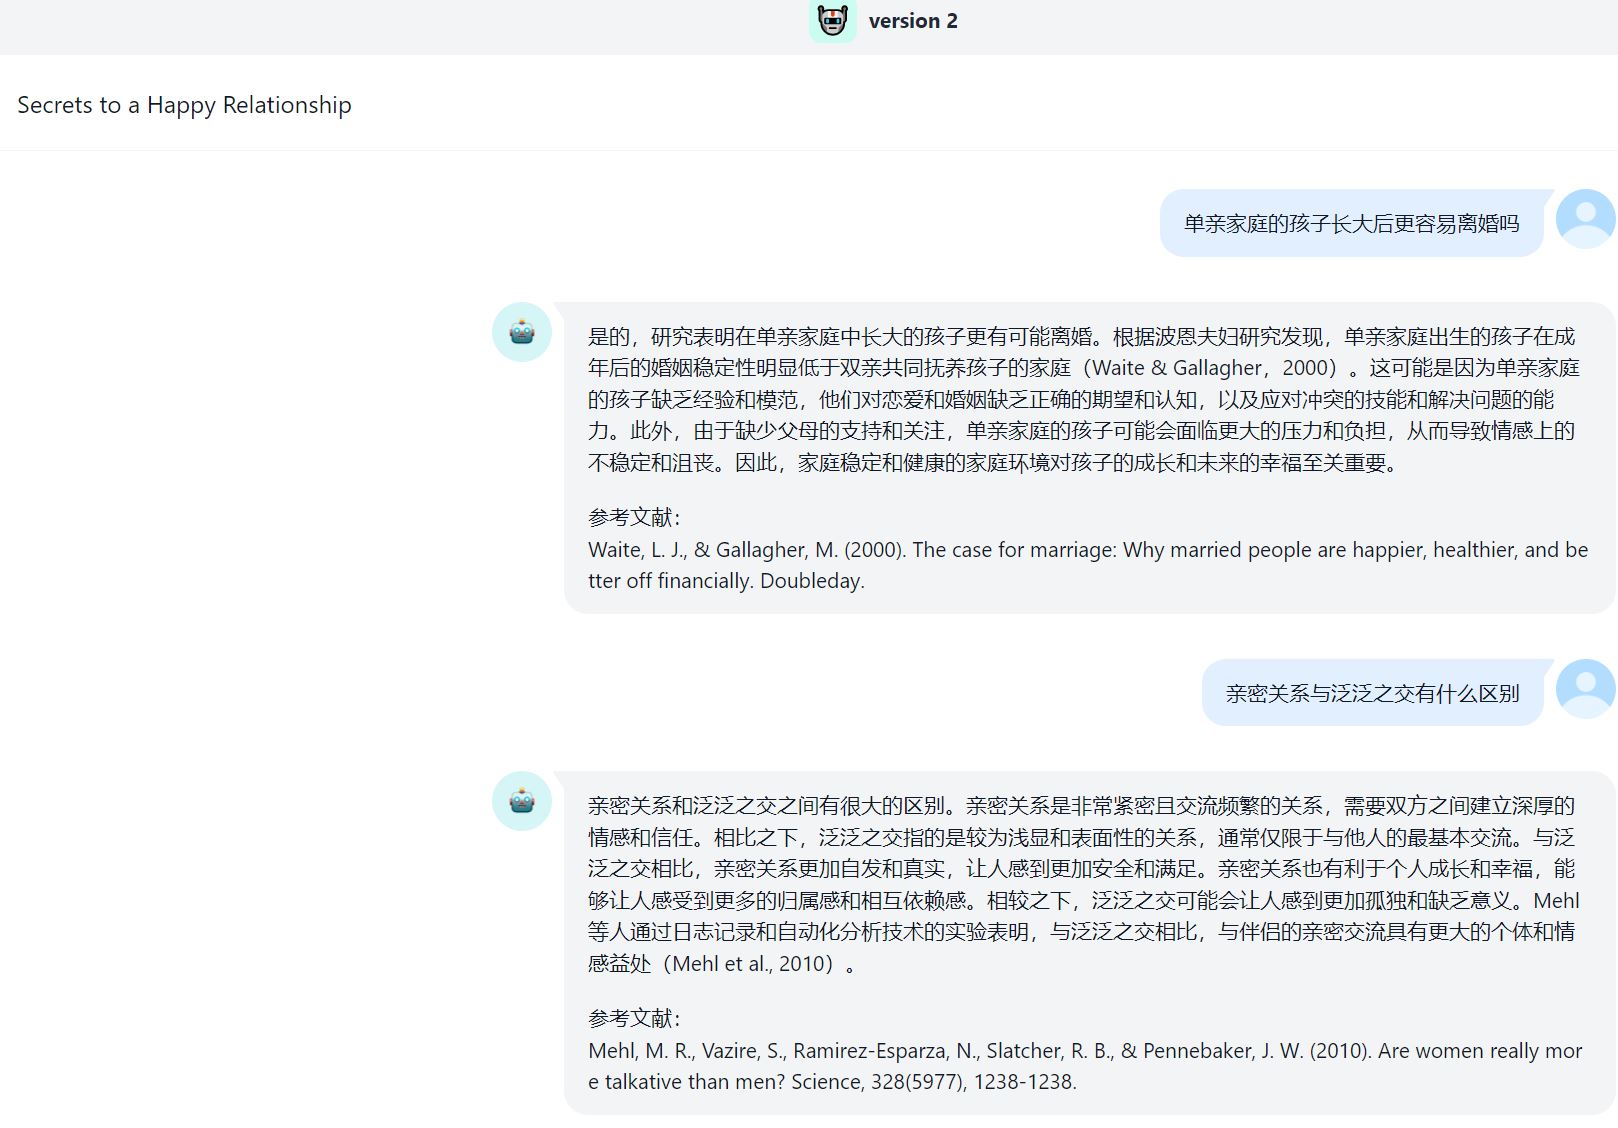 version 2
Secrets to a Happy Relationship
单亲家庭的孩子长大后更容易离婚吗
是的，研究表明在单亲家庭中长大的孩子更有可能离婚。根据波恩夫妇研究发现，单亲家庭出生的孩子在成
年后的婚姻稳定性明显低于双亲共同抚养孩子的家庭（Waite & Gallagher，2000）。这可能是因为单亲家庭
的孩子缺乏经验和模范，他们对恋爱和婚姻缺乏正确的期望和认知，以及应对冲突的技能和解决问题的能
力。此外，由于缺少父母的支持和关注，单亲家庭的孩子可能会面临更大的压力和负担，从而导致情感上的
不稳定和沮丧。因此，家庭稳定和健康的家庭环境对孩子的成长和未来的幸福至关重要。
参考文献：
Waite, L. J., & Gallagher, M. (2000). The case for marriage: Why married people are happier, healthier, and be
tter off financially. Doubleday.
亲密关系与泛泛之交有什么区别
亲密关系和泛泛之交之间有很大的区别。亲密关系是非常紧密且交流频繁的关系，需要双方之间建立深厚的
情感和信任。相比之下，泛泛之交指的是较为浅显和表面性的关系，通常仅限于与他人的最基本交流。与泛
泛之交相比，亲密关系更加自发和真实，让人感到更加安全和满足。亲密关系也有利于个人成长和幸福，能
够让人感受到更多的归属感和相互依赖感。相较之下，泛泛之交可能会让人感到更加孤独和缺乏意义。Mehl
等人通过日志记录和自动化分析技术的实验表明，与泛泛之交相比，与伴侣的亲密交流具有更大的个体和情
感益处（Mehl et al., 2010）。
参考文献：
Mehl, M. R., Vazire, S., Ramirez-Esparza, N., Slatcher, R. B., & Pennebaker, J. W. (2010). Are women really mor
e talkative than men? Science, 328(5977), 1238-1238.